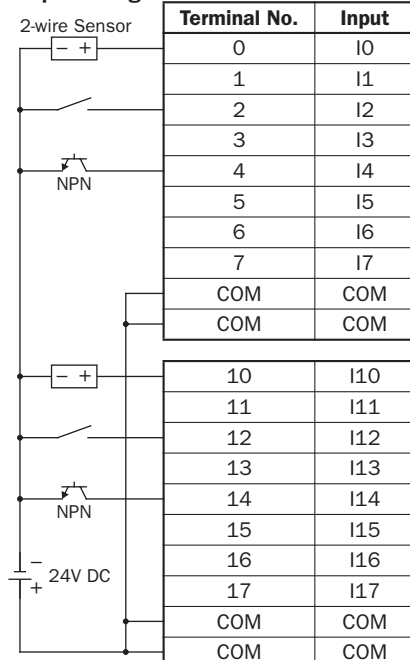 2-wire Sensor
Terminal No. Input
– + 0 I0
1 I1
2 I2
3 I3
4 I4
NPN
5 I5
6 I6
7 I7
COM COM
COM COM
– + 10 I10
11 I11
12 I12
13 I13
14 I14
NPN
15 I15
16 I16
– 
24V DC
+
17 I17
COM COM
COM COM